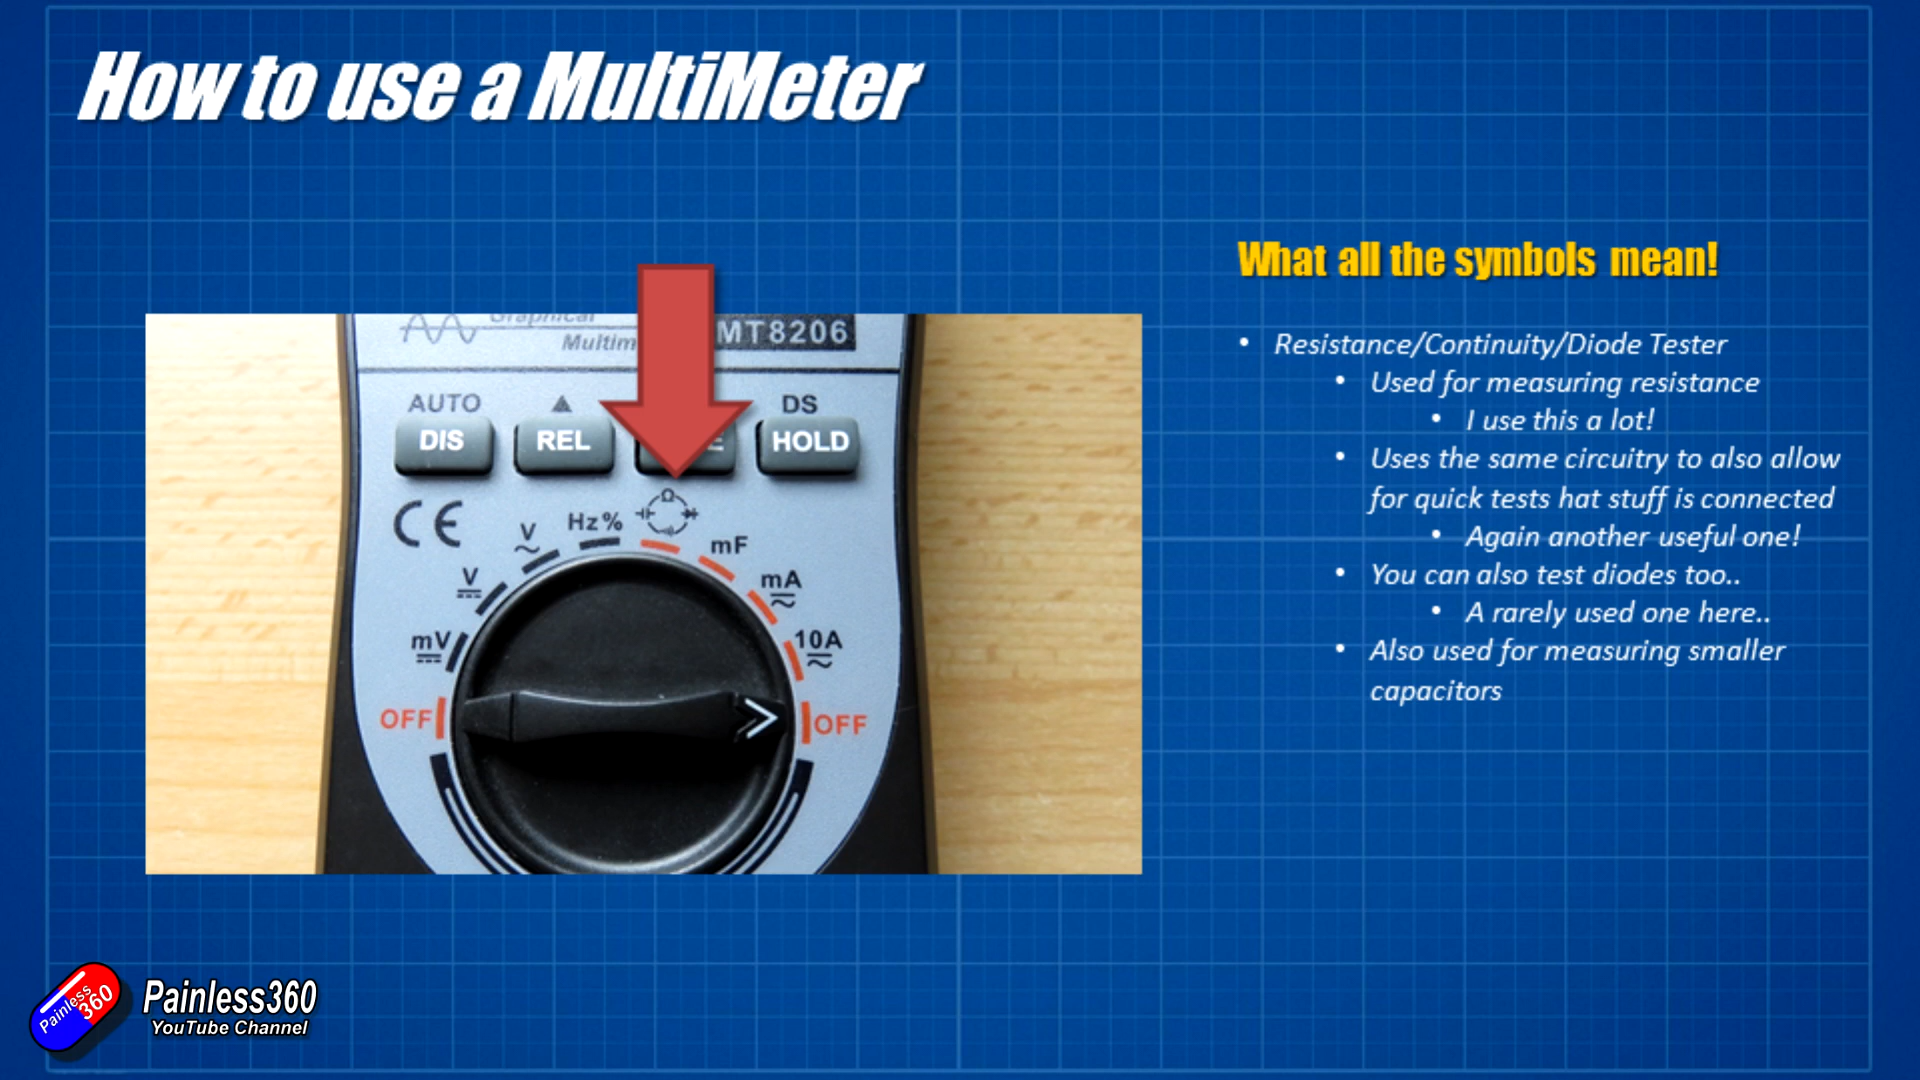 How to use a MultiMeter
What all the symbols mean!
Graphical
MT8206
AUTO
▲
DS
DIS
REL
HOLD
CE
V
Hz%
Ω
mF
mA
V
mV
10A
OFF
OFF
• Resistance/Continuity/Diode Tester
• Used for measuring resistance
• I use this a lot!
• Uses the same circuitry to also allow
for quick tests hat stuff is connected
• Again another useful one!
• You can also test diodes too..
• A rarely used one here..
• Also used for measuring smaller
capacitors
Painless
360
Painless360
YouTube Channel